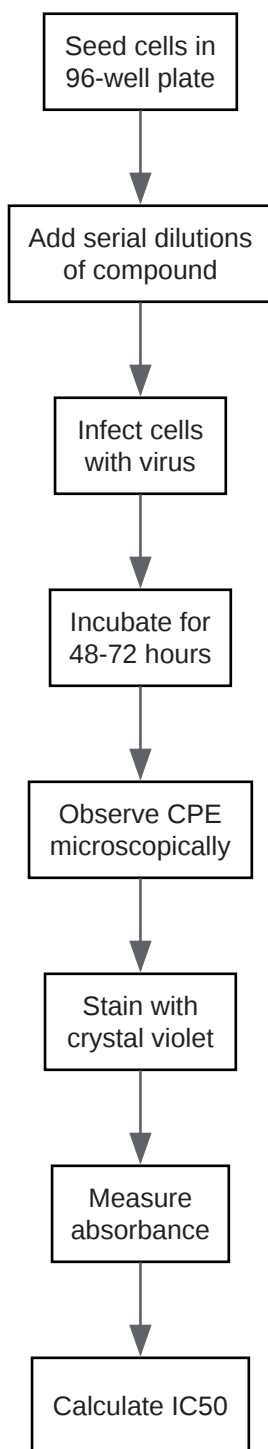 Seed cells in
96-well plate
Add serial dilutions
of compound
Infect cells
with virus
Incubate for
48-72 hours
Observe CPE
microscopically
Stain with
crystal violet
Measure
absorbance
Calculate IC50